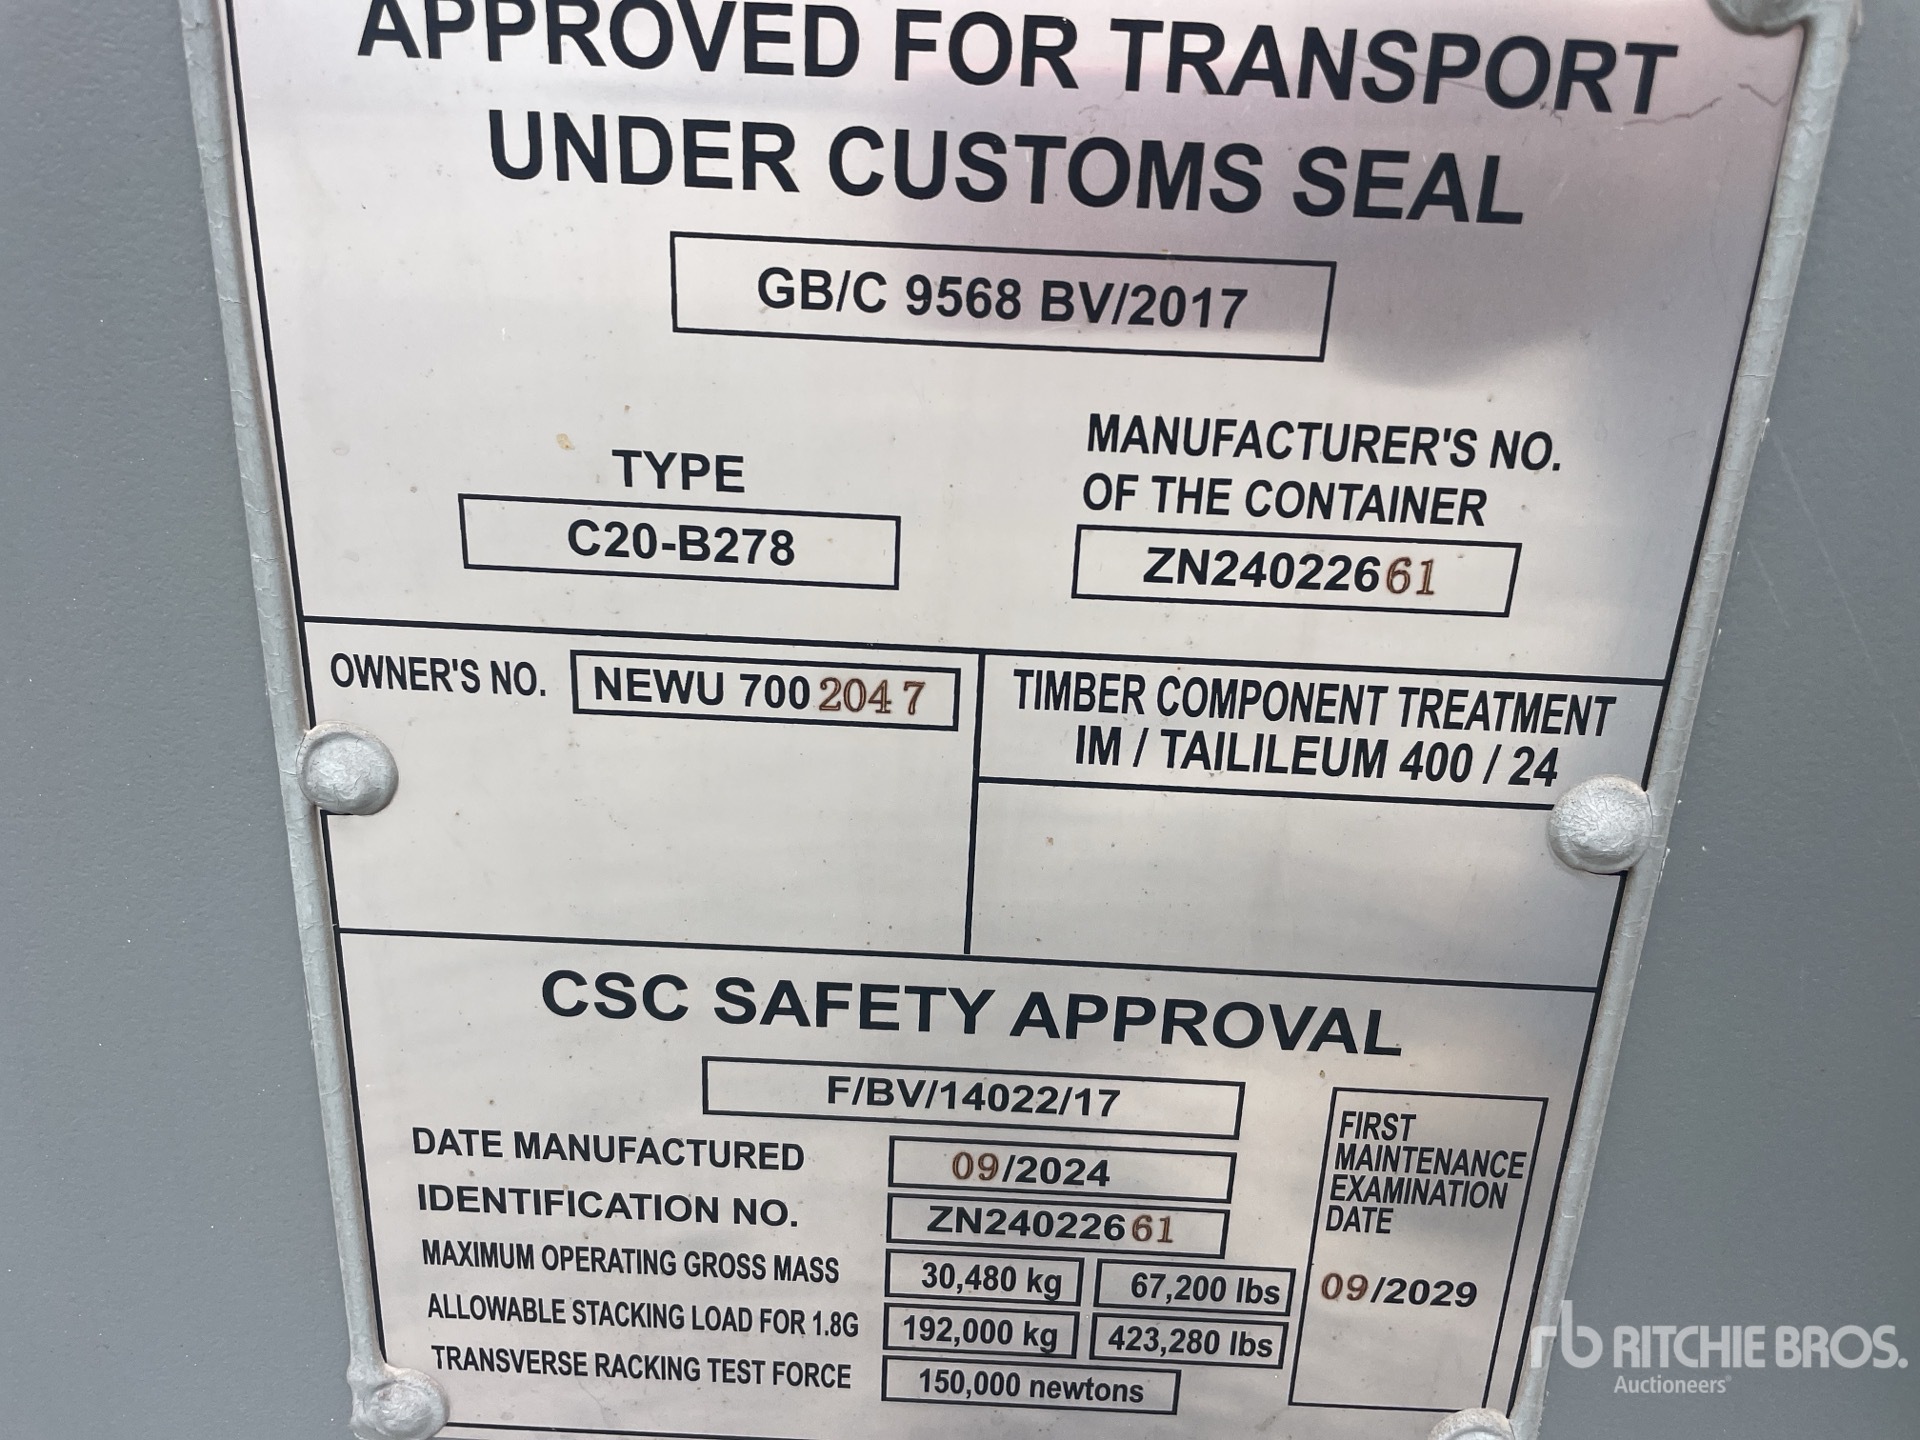 APPROVED FOR TRANSPORT
UNDER CUSTOMS SEAL
GB/C 9568 BV/2017
TYPE
C20-B278
MANUFACTURER'S NO.
OF THE CONTAINER
ZN24022661
OWNER'S NO. NEWU 7002047
TIMBER COMPONENT TREATMENT
IM / TAILILEUM 400 / 24
CSC SAFETY APPROVAL
F/BV/14022/17
DATE MANUFACTURED 09/2024
IDENTIFICATION NO. ZN24022661
MAXIMUM OPERATING GROSS MASS 30,480 kg 67,200 lbs
ALLOWABLE STACKING LOAD FOR 1.8G 192,000 kg 423,280 lbs
TRANSVERSE RACKING TEST FORCE 150,000 newtons
FIRST
MAINTENANCE
EXAMINATION
DATE
09/2029
rb RITCHIE BROS.
Auctioneers